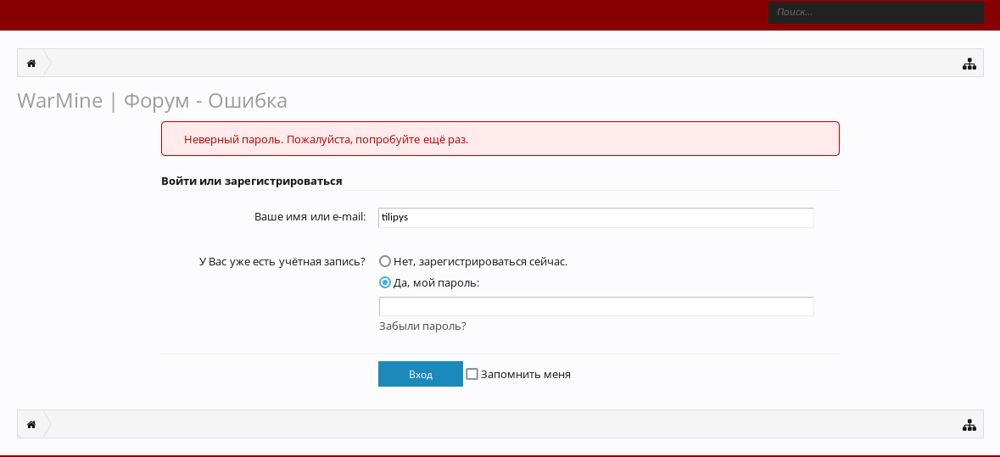 Поиск...
WarMine | Форум - Ошибка
Неверный пароль. Пожалуйста, попробуйте ещё раз.
Войти или зарегистрироваться
Ваше имя или e-mail: tilipys
У Вас уже есть учётная запись? Нет, зарегистрироваться сейчас.
Да, мой пароль:
Забыли пароль?
Вход Запомнить меня